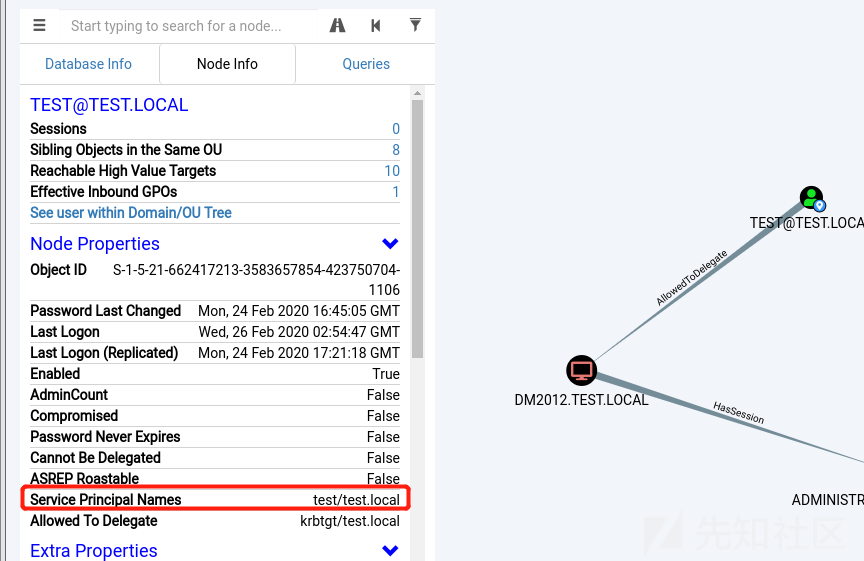 Start typing to search for a node...
Database Info
Node Info
Queries
TEST@TEST.LOCAL
Sessions 0
Sibling Objects in the Same OU 8
Reachable High Value Targets 10
Effective Inbound GPOs 1
See user within Domain/OU Tree
Node Properties
Object ID S-1-5-21-662417213-3583657854-423750704-
1106
Password Last Changed Mon, 24 Feb 2020 16:45:05 GMT
Last Logon Wed, 26 Feb 2020 02:54:47 GMT
Last Logon (Replicated) Mon, 24 Feb 2020 17:21:18 GMT
Enabled True
AdminCount False
Compromised False
Password Never Expires False
Cannot Be Delegated False
ASREP Roastable False
Service Principal Names test/test.local
Allowed To Delegate krbtgt/test.local
Extra Properties
TEST@TEST.LOCA
AllowedToDelegate
DM2012.TEST.LOCAL
HasSession
ADMINISTR
先知社区